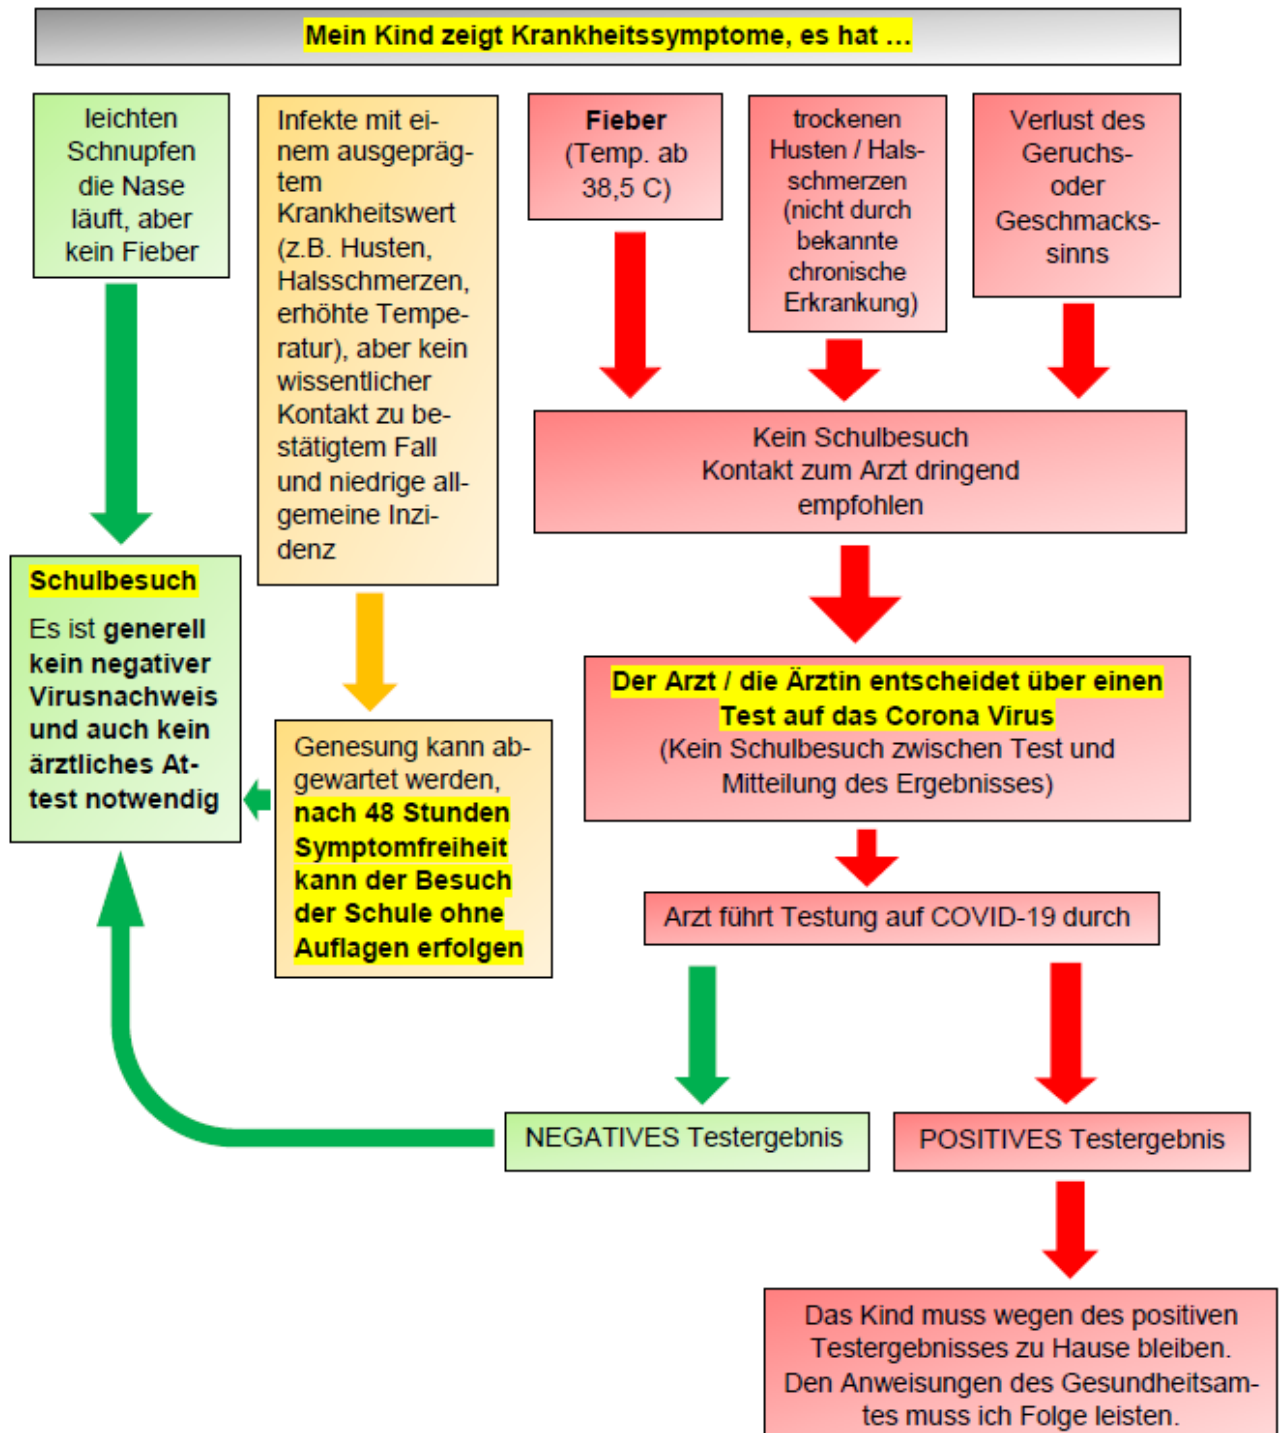 Mein Kind zeigt Krankheitssymptome, es hat …
leichten
Schnupfen
die Nase
läuft, aber
kein Fieber
Infekte mit ei-
nem ausgepräg-
tem
Krankheitswert
(z.B. Husten,
Halsschmerzen,
erhöhte Tempe-
ratur), aber kein
wissentlicher
Kontakt zu be-
stätigtem Fall
und niedrige all-
gemeine Inzi-
denz
Fieber
(Temp. ab
38,5 C)
trockenen
Husten / Hals-
schmerzen
(nicht durch
bekannte
chronische
Erkrankung)
Verlust des
Geruchs-
oder
Geschmacks-
sinns
Kein Schulbesuch
Kontakt zum Arzt dringend
empfohlen
Schulbesuch
Es ist generell
kein negativer
Virusnachweis
und auch kein
ärztliches At-
test notwendig
Genesung kann ab-
gewartet werden,
nach 48 Stunden
Symptomfreiheit
kann der Besuch
der Schule ohne
Auflagen erfolgen
Der Arzt / die Ärztin entscheidet über einen
Test auf das Corona Virus
(Kein Schulbesuch zwischen Test und
Mitteilung des Ergebnisses)
Arzt führt Testung auf COVID-19 durch
NEGATIVES Testergebnis
POSITIVES Testergebnis
Das Kind muss wegen des positiven
Testergebnisses zu Hause bleiben.
Den Anweisungen des Gesundheitsam-
tes muss ich Folge leisten.